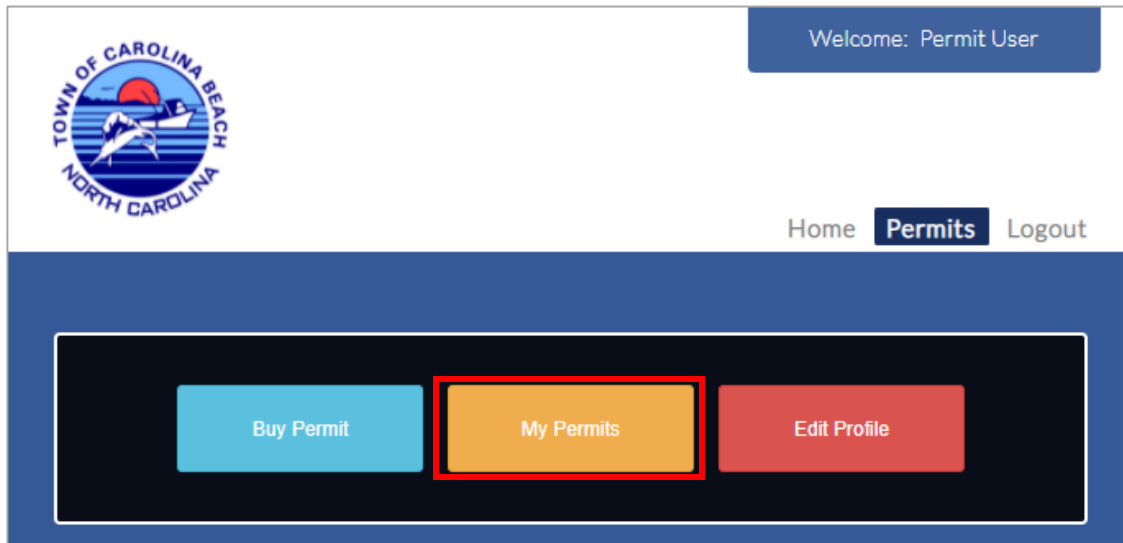 TOWN OF CAROLINA BEACH
NORTH CAROLINA
Welcome: Permit User
Home Permits Logout
Buy Permit My Permits Edit Profile